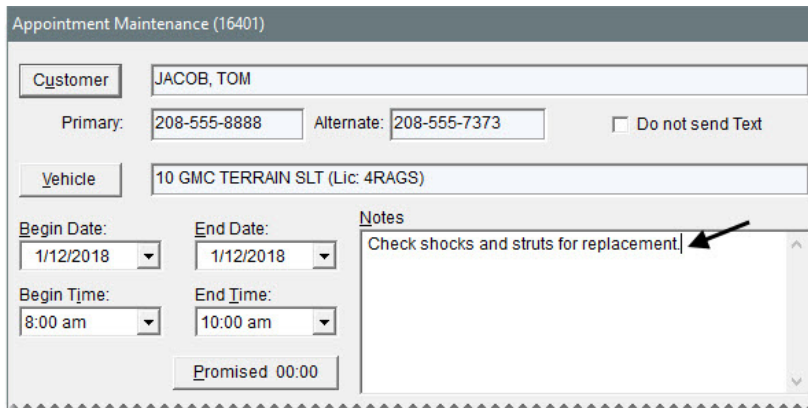 Appointment Maintenance (16401)
Customer JACOB, TOM
Primary: 208-555-8888 Alternate: 208-555-7373 Do not send Text
Vehicle 10 GMC TERRAIN SLT (Lic: 4RAGS)
Begin Date: End Date: Notes
1/12/2018 1/12/2018 Check shocks and struts for replacement.
Begin Time: End Time:
8:00 am 10:00 am
Promised 00:00